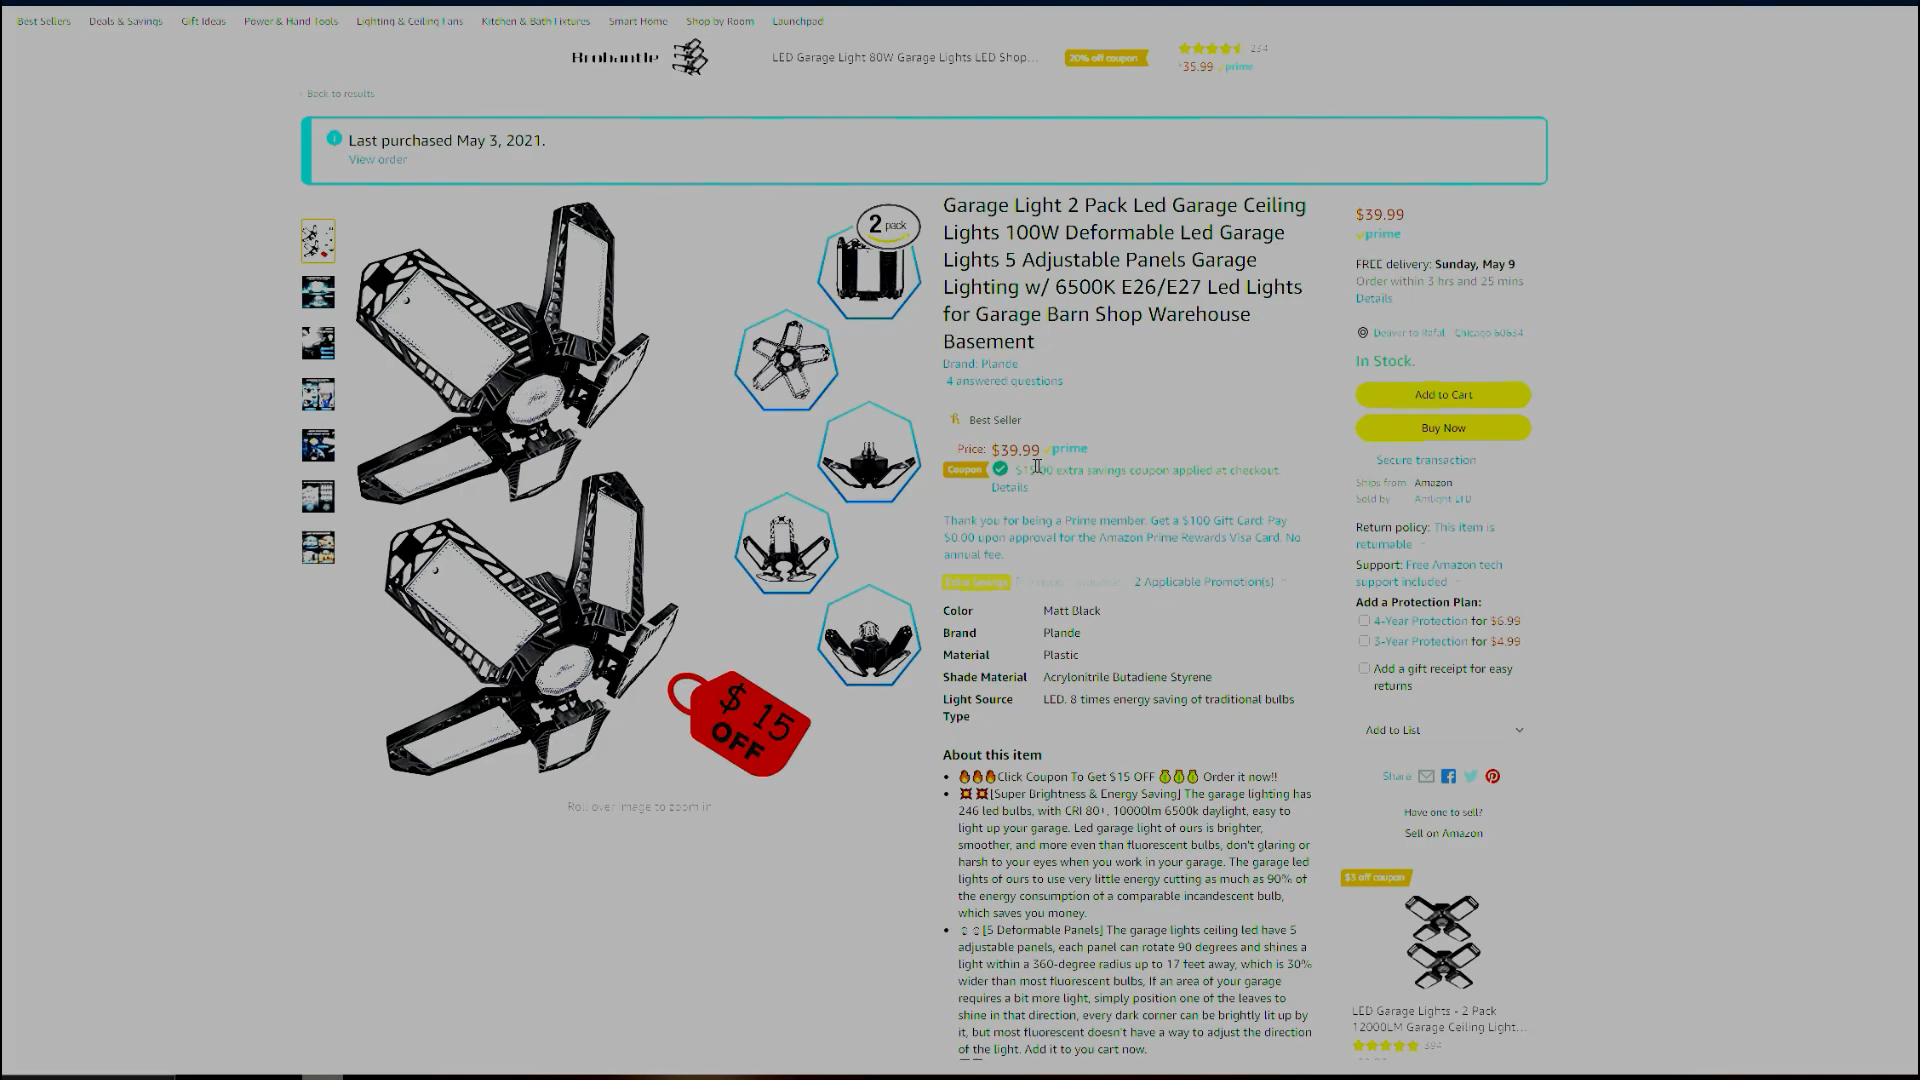 Best Sellers Deals & Savings Gift Ideas Power & Hand Tools Lighting & Ceiling Fans Kitchen & Bath Fixtures Smart Home Shop by Room Launchpad
Brobantle
LED Garage Light 80W Garage Lights LED Shop...
20% off coupon
234
$35.99 prime
‹ Back to results
Last purchased May 3, 2021.
View order
2 pack
$ 15
OFF
Roll over image to zoom in
Garage Light 2 Pack Led Garage Ceiling
Lights 100W Deformable Led Garage
Lights 5 Adjustable Panels Garage
Lighting w/ 6500K E26/E27 Led Lights
for Garage Barn Shop Warehouse
Basement
Brand: Plande
4 answered questions
Best Seller
Price: $39.99 prime
Coupon $15.00 extra savings coupon applied at checkout.
Details
Thank you for being a Prime member. Get a $100 Gift Card: Pay
$0.00 upon approval for the Amazon Prime Rewards Visa Card. No
annual fee.
Extra Savings 2 Applicable Promotion(s)
Color Matt Black
Brand Plande
Material Plastic
Shade Material Acrylonitrile Butadiene Styrene
Light Source LED. 8 times energy saving of traditional bulbs
Type
About this item
• 🔥🔥🔥Click Coupon To Get $15 OFF 💰💰💰 Order it now!!
• 💥 💥[Super Brightness & Energy Saving] The garage lighting has
246 led bulbs, with CRI 80+, 10000lm 6500k daylight, easy to
light up your garage. Led garage light of ours is brighter,
smoother, and more even than fluorescent bulbs, don't glaring or
harsh to your eyes when you work in your garage. The garage led
lights of ours to use very little energy cutting as much as 90% of
the energy consumption of a comparable incandescent bulb,
which saves you money.
• [5 Deformable Panels] The garage lights ceiling led have 5
adjustable panels, each panel can rotate 90 degrees and shines a
light within a 360-degree radius up to 17 feet away, which is 30%
wider than most fluorescent bulbs, If an area of your garage
requires a bit more light, simply position one of the leaves to
shine in that direction, every dark corner can be brightly lit up by
it, but most fluorescent doesn't have a way to adjust the direction
of the light. Add it to you cart now.
$39.99
prime
FREE delivery: Sunday, May 9
Order within 3 hrs and 25 mins
Details
Deliver to Rafal - Chicago 60634
In Stock.
Add to Cart
Buy Now
Secure transaction
Ships from Amazon
Sold by Amlight LTD
Return policy: This item is
returnable
Support: Free Amazon tech
support included
Add a Protection Plan:
4-Year Protection for $6.99
3-Year Protection for $4.99
Add a gift receipt for easy
returns
Add to List
Share
Have one to sell?
Sell on Amazon
$3 off coupon
LED Garage Lights - 2 Pack
12000LM Garage Ceiling Light...
394